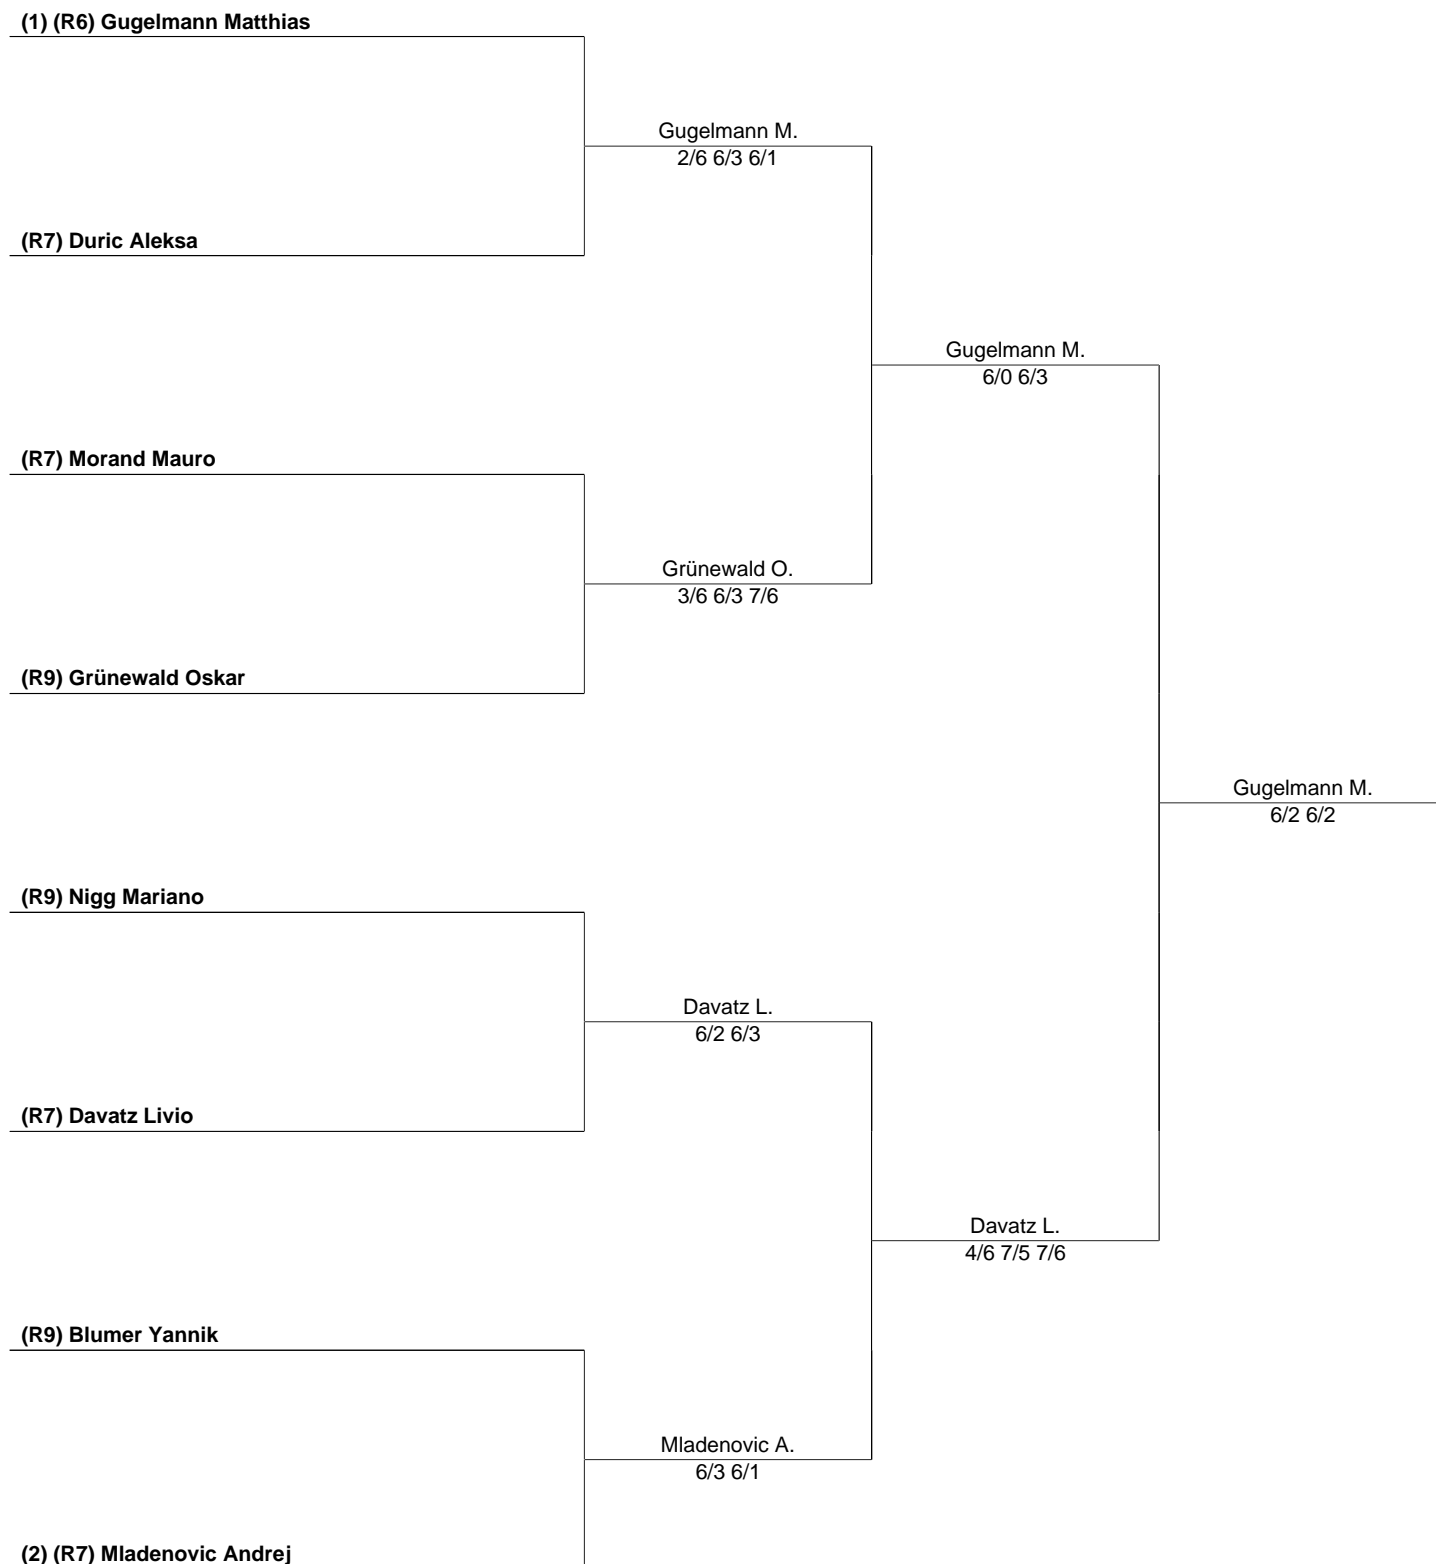 (1) (R6) Gugelmann Matthias
Gugelmann M.
2/6 6/3 6/1
(R7) Duric Aleksa
Gugelmann M.
6/0 6/3
(R7) Morand Mauro
Grünewald O.
3/6 6/3 7/6
(R9) Grünewald Oskar
Gugelmann M.
6/2 6/2
(R9) Nigg Mariano
Davatz L.
6/2 6/3
(R7) Davatz Livio
Davatz L.
4/6 7/5 7/6
(R9) Blumer Yannik
Mladenovic A.
6/3 6/1
(2) (R7) Mladenovic Andrej